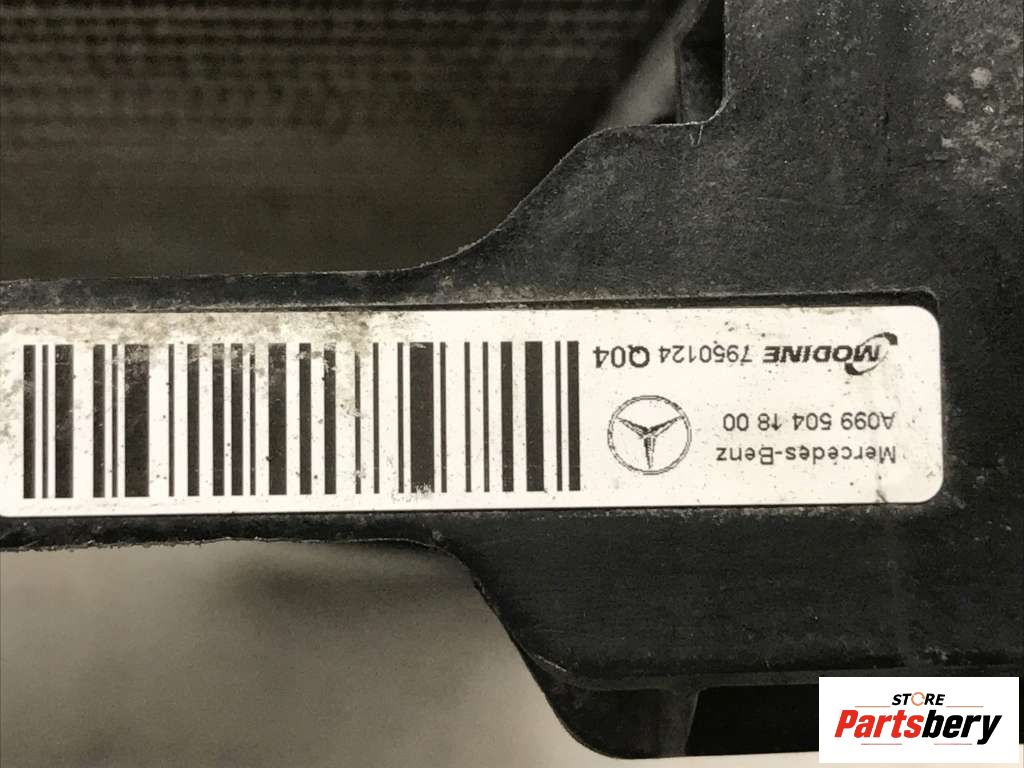 Mercedes-Benz
A099 504 18 00
MODINE 7950124 Q04
STORE
Partsbery